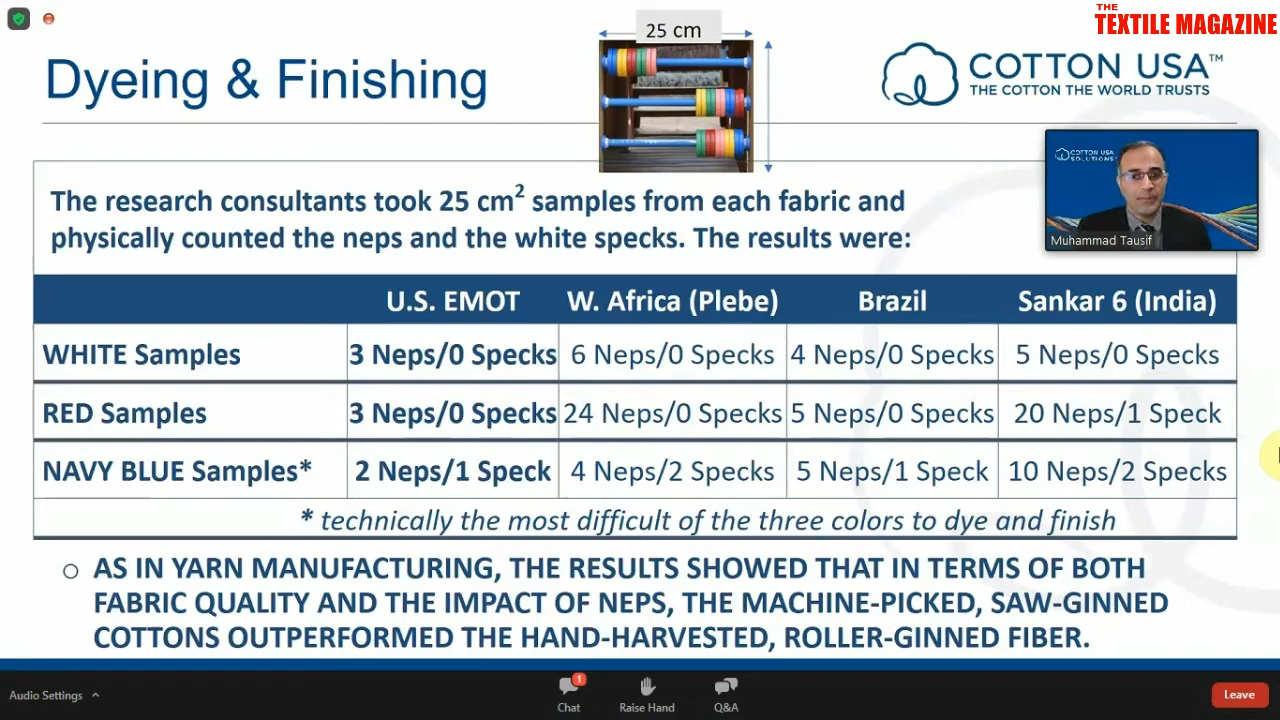 THE
TEXTILE MAGAZINE
25 cm
Dyeing & Finishing
COTTON USA™
THE COTTON THE WORLD TRUSTS
COTTON USA
SOLUTIONS
Muhammad Tausif
The research consultants took 25 cm² samples from each fabric and
physically counted the neps and the white specks. The results were:
U.S. EMOT W. Africa (Plebe) Brazil Sankar 6 (India)
WHITE Samples 3 Neps/0 Specks 6 Neps/0 Specks 4 Neps/0 Specks 5 Neps/0 Specks
RED Samples 3 Neps/0 Specks 24 Neps/0 Specks 5 Neps/0 Specks 20 Neps/1 Speck
NAVY BLUE Samples* 2 Neps/1 Speck 4 Neps/2 Specks 5 Neps/1 Speck 10 Neps/2 Specks
* technically the most difficult of the three colors to dye and finish
AS IN YARN MANUFACTURING, THE RESULTS SHOWED THAT IN TERMS OF BOTH
FABRIC QUALITY AND THE IMPACT OF NEPS, THE MACHINE-PICKED, SAW-GINNED
COTTONS OUTPERFORMED THE HAND-HARVESTED, ROLLER-GINNED FIBER.
Audio Settings
1
Chat
Raise Hand
Q&A
Leave